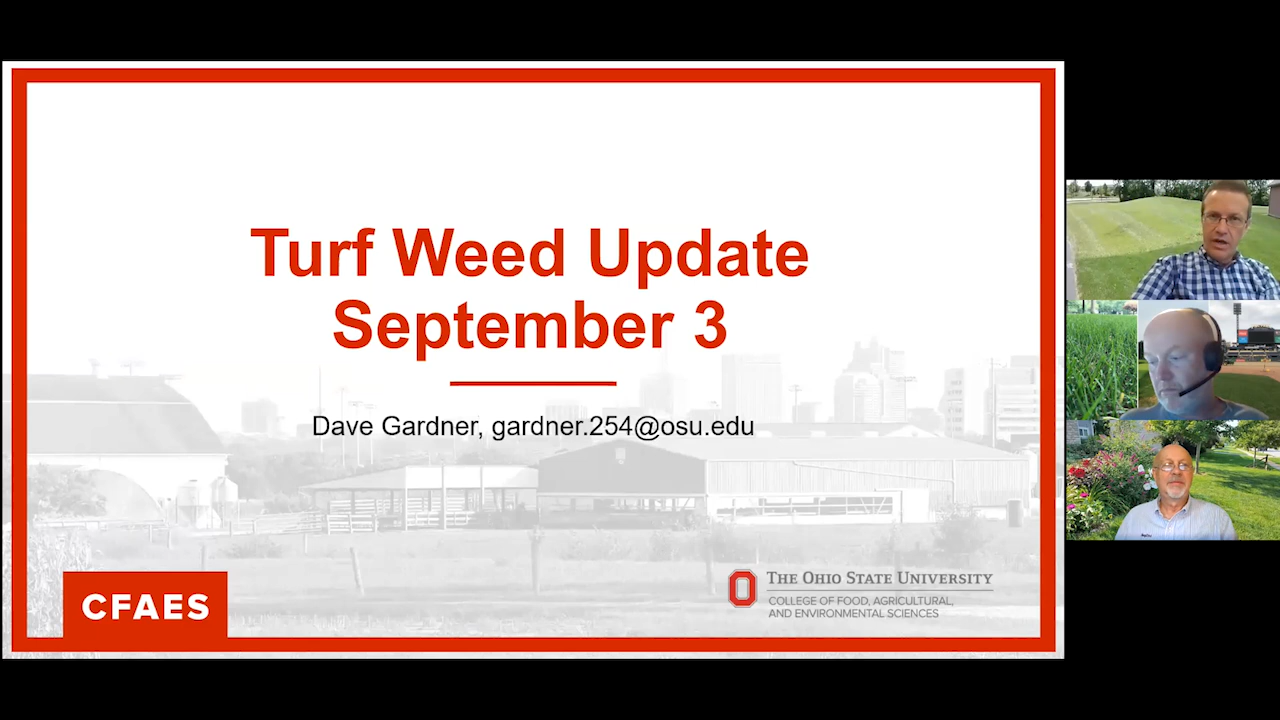 Turf Weed Update
September 3
Dave Gardner, gardner.254@osu.edu
CFAES
THE OHIO STATE UNIVERSITY
COLLEGE OF FOOD, AGRICULTURAL,
AND ENVIRONMENTAL SCIENCES